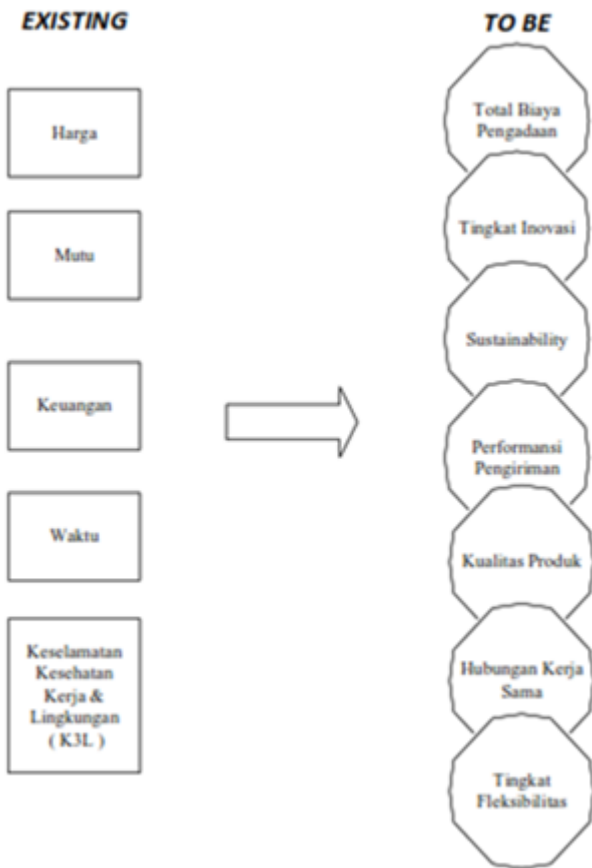 EXISTING
Harga
Mutu
Keuangan
Waktu
Keselamatan
Kesehatan
Kerja &
Lingkungan
( K3L )
TO BE
Total Biaya
Pengadaan
Tingkat Inovasi
Sustainability
Performansi
Pengiriman
Kualitas Produk
Hubungan Kerja
Sama
Tingkat
Fleksibilitas